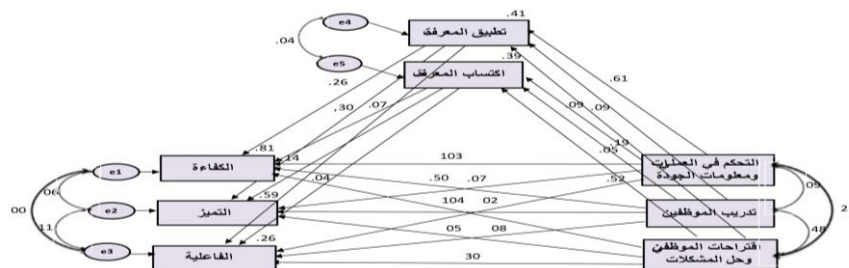 e4
.41
تطبيق المعرفة
.04
.39
e5
اكتساب المعرفة
.26
.61
.30
.07
.09
.09
.05
.19
.81
.14
103
التحكم في العمليات
ومعلومات الجودة
e1
الكفاءة
.04
.50
.07
.52
06
09
00
e2
التميز
.59
104
02
تدريب الموظفين
2
11
05
08
48
e3
الفاعلية
.26
30
اقتراحات الموظفين
وحل المشكلات